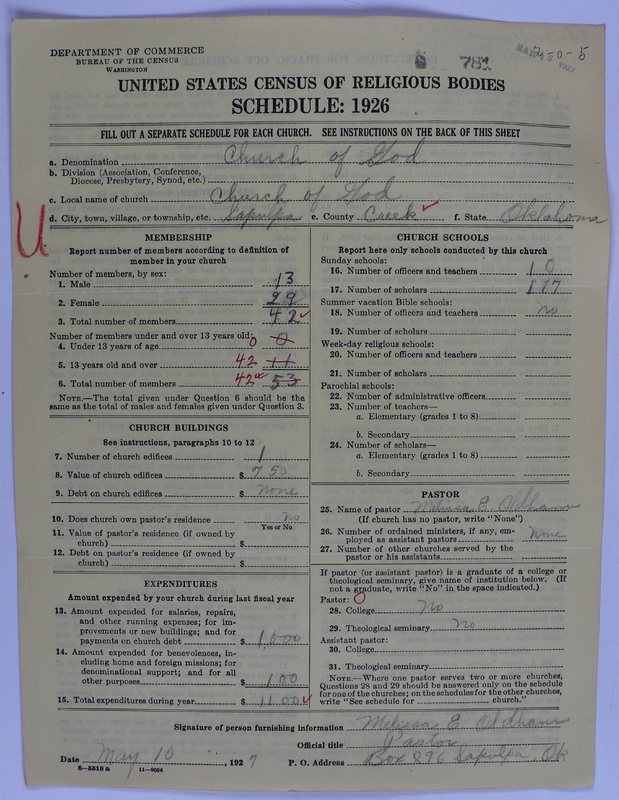 DEPARTMENT OF COMMERCE
BUREAU OF THE CENSUS
WASHINGTON
UNITED STATES CENSUS OF RELIGIOUS BODIES
SCHEDULE: 1926
FILL OUT A SEPARATE SCHEDULE FOR EACH CHURCH. SEE INSTRUCTIONS ON THE BACK OF THIS SHEET
a. Denomination Church of God
b. Division (Association, Conference,
Diocese, Presbytery, Synod, etc.)
c. Local name of church Church of God
d. City, town, village, or township, etc. Sapulpa e. County Creek f. State Oklahoma
U
MEMBERSHIP
Report number of members according to definition of
member in your church
Number of members, by sex:
1. Male 13
2. Female 29
3. Total number of members 42
Number of members under and over 13 years old:
4. Under 13 years of age 0 0
5. 13 years old and over 42 11
6. Total number of members 42 53
NOTE.—The total given under Question 6 should be the
same as the total of males and females given under Question 3.
CHURCH BUILDINGS
See instructions, paragraphs 10 to 12
7. Number of church edifices 1
8. Value of church edifices $ 750
9. Debt on church edifices $ none
10. Does church own pastor's residence no
Yes or No
11. Value of pastor's residence (if owned by
church) $
12. Debt on pastor's residence (if owned by
church) $
EXPENDITURES
Amount expended by your church during last fiscal year
13. Amount expended for salaries, repairs,
and other running expenses; for im-
provements or new buildings; and for
payments on church debt $ 1,000
14. Amount expended for benevolences, in-
cluding home and foreign missions; for
denominational support; and for all
other purposes $ 100
15. Total expenditures during year $ 1100
CHURCH SCHOOLS
Report here only schools conducted by this church
Sunday schools:
16. Number of officers and teachers 10
17. Number of scholars 117
Summer vacation Bible schools:
18. Number of officers and teachers no
19. Number of scholars
Week-day religious schools:
20. Number of officers and teachers
21. Number of scholars
Parochial schools:
22. Number of administrative officers
23. Number of teachers—
a. Elementary (grades 1 to 8)
b. Secondary
24. Number of scholars—
a. Elementary (grades 1 to 8)
b. Secondary
PASTOR
25. Name of pastor Melissa E Oldham
(If church has no pastor, write "None")
26. Number of ordained ministers, if any, em-
ployed as assistant pastors none
27. Number of other churches served by the
pastor or his assistants
If pastor (or assistant pastor) is a graduate of a college or
theological seminary, give name of institution below. (If
not a graduate, write "No" in the space indicated.)
Pastor:
28. College no
29. Theological seminary no
Assistant pastor:
30. College
31. Theological seminary
NOTE.—Where one pastor serves two or more churches,
Questions 28 and 29 should be answered only on the schedule
for one of the churches; on the schedules for the other churches,
write "See schedule for church."
Signature of person furnishing information Melissa E Oldham
Official title Pastor
Date May 10, 1927 P. O. Address Box 896 Sapulpa, Ok
8—5518 a 11—9054